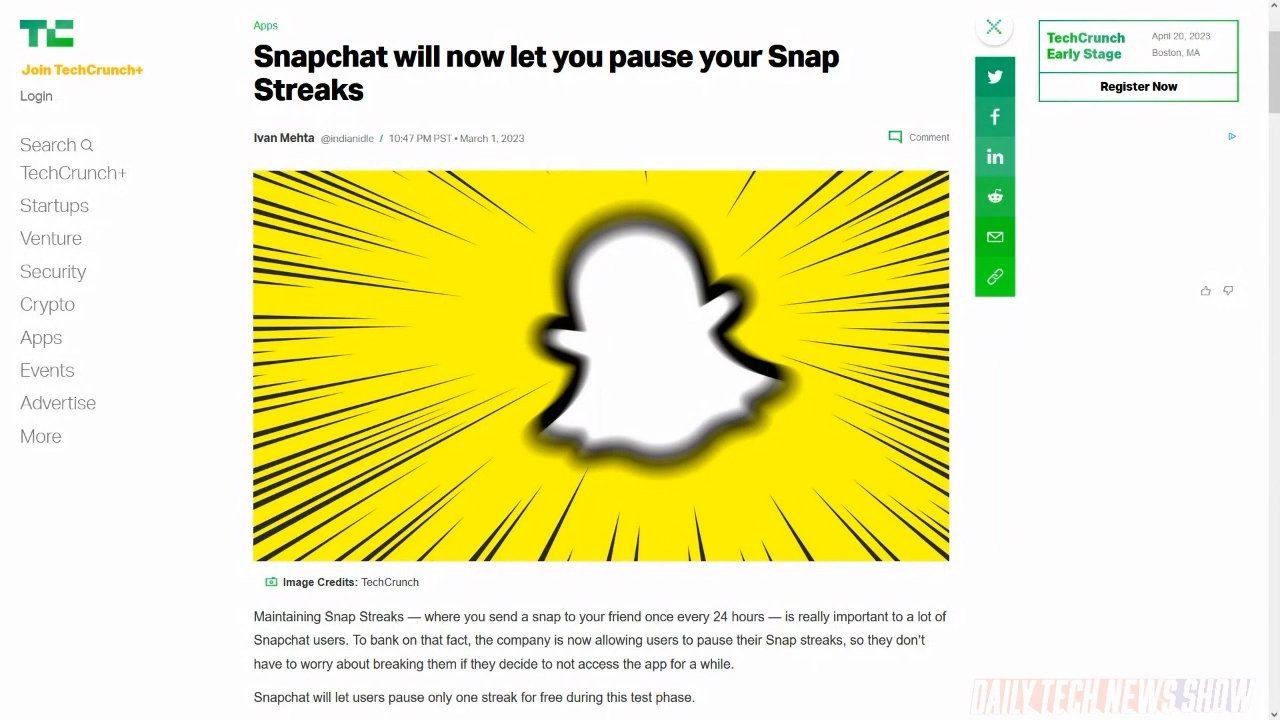 TC
Join TechCrunch+
Login
Search
TechCrunch+
Startups
Venture
Security
Crypto
Apps
Events
Advertise
More
Apps
Snapchat will now let you pause your Snap
Streaks
Ivan Mehta @indianidle / 10:47 PM PST • March 1, 2023
Comment
Image Credits: TechCrunch
Maintaining Snap Streaks — where you send a snap to your friend once every 24 hours — is really important to a lot of
Snapchat users. To bank on that fact, the company is now allowing users to pause their Snap streaks, so they don't
have to worry about breaking them if they decide to not access the app for a while.
Snapchat will let users pause only one streak for free during this test phase.
f
in
TechCrunch
Early Stage
April 20, 2023
Boston, MA
Register Now
DAILY TECH NEWS SHOW